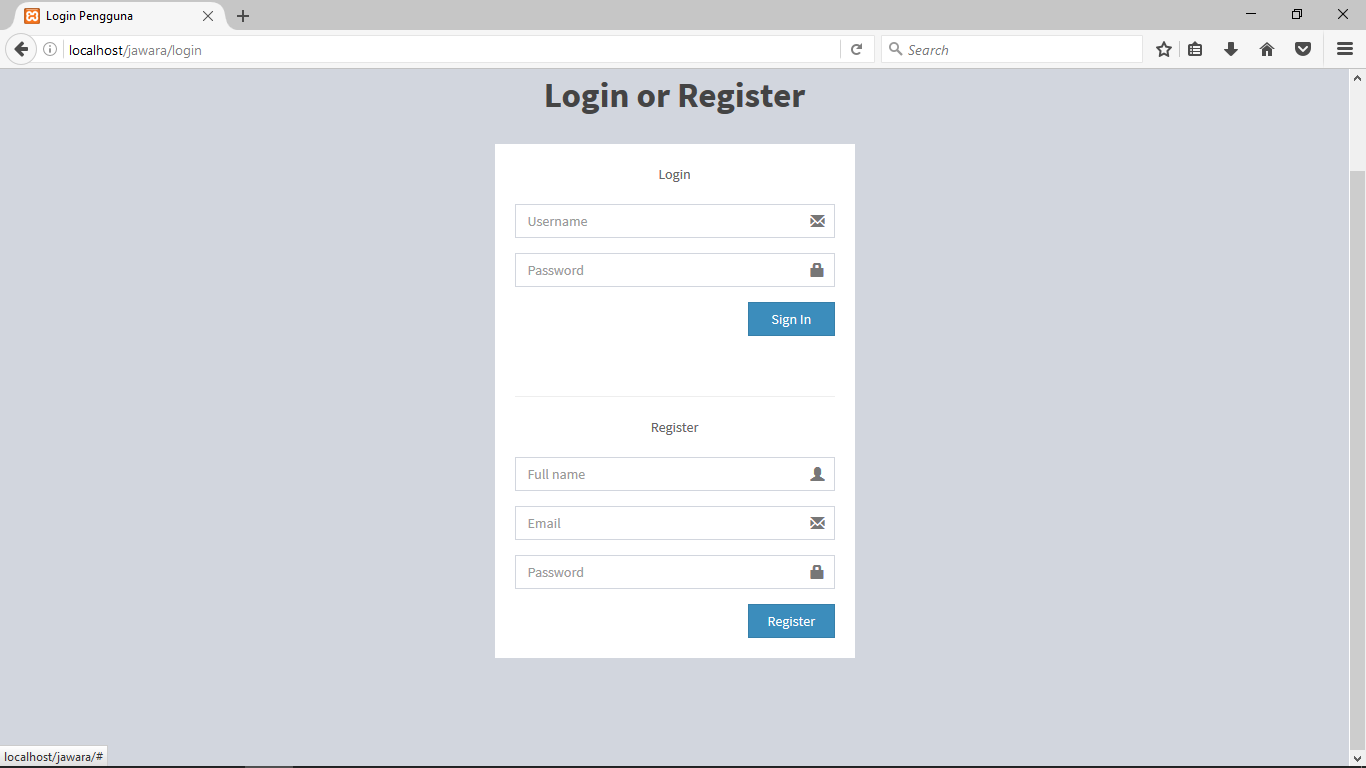 Login Pengguna
localhost/jawara/login
Search
Login or Register
Login
Username
Password
Sign In
Register
Full name
Email
Password
Register
localhost/jawara/#